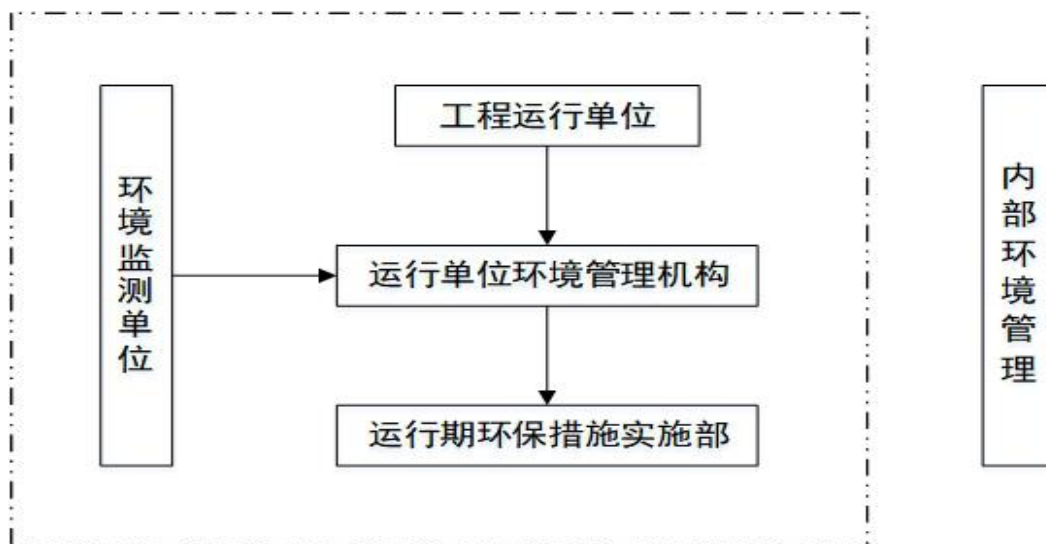 工程运行单位
环境监测单位
运行单位环境管理机构
运行期环保措施实施部
内部环境管理